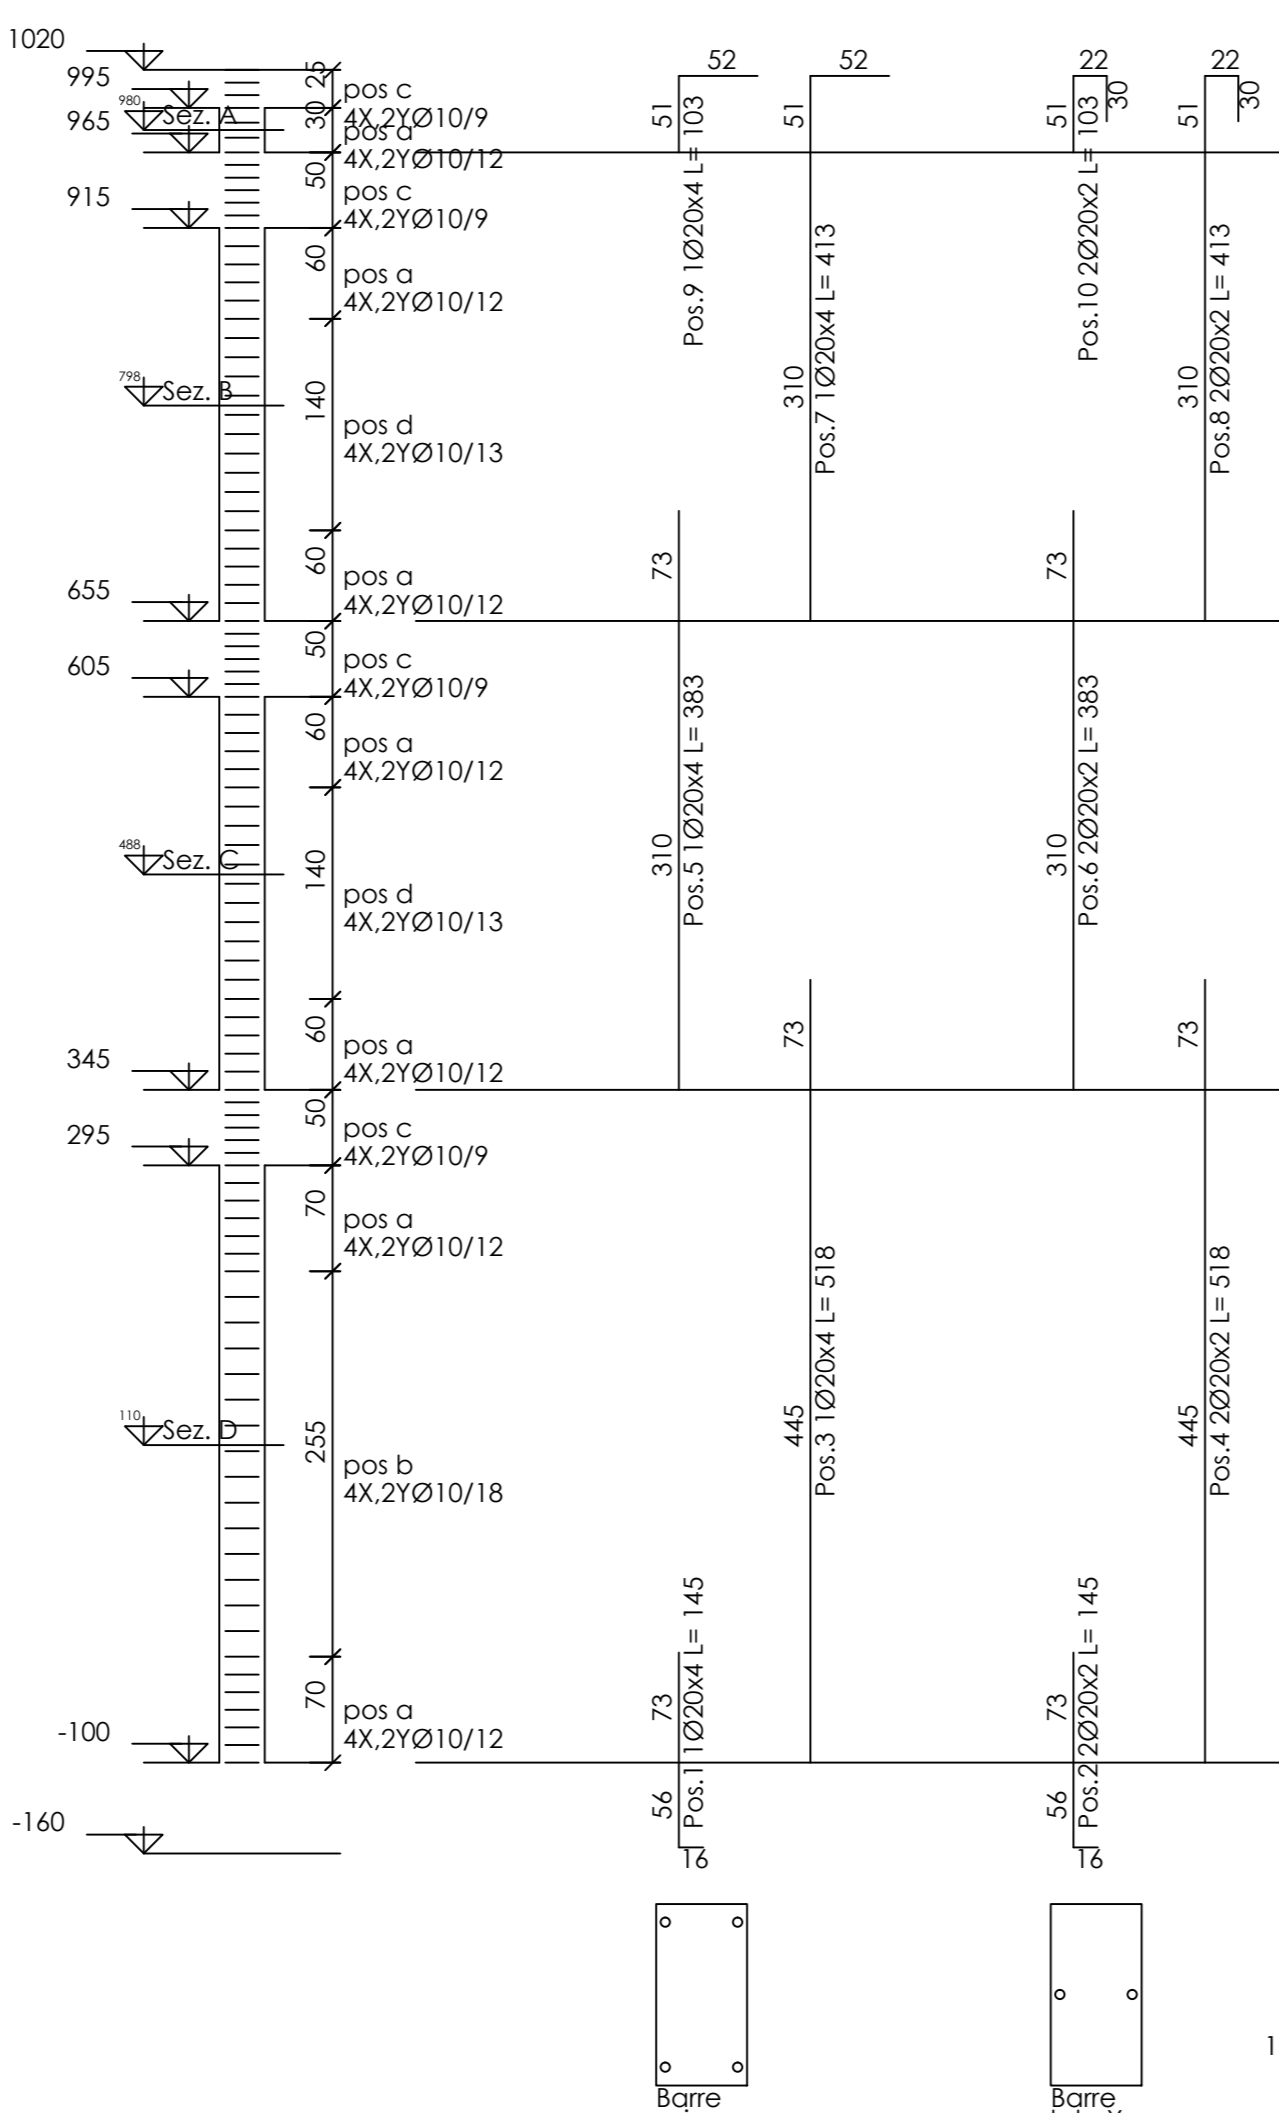 1020
995
980
Sez. A
965
915
798
Sez. B
655
605
488
Sez. C
345
295
110
Sez. D
-100
-160
25
pos c
4X,2YØ10/9
30
pos a
4X,2YØ10/12
50
pos c
4X,2YØ10/9
60
pos a
4X,2YØ10/12
140
pos d
4X,2YØ10/13
60
pos a
4X,2YØ10/12
50
pos c
4X,2YØ10/9
60
pos a
4X,2YØ10/12
140
pos d
4X,2YØ10/13
60
pos a
4X,2YØ10/12
50
pos c
4X,2YØ10/9
70
pos a
4X,2YØ10/12
255
pos b
4X,2YØ10/18
70
pos a
4X,2YØ10/12
52
51
Pos.9 1Ø20x4 L= 103
52
51
310
Pos.7 1Ø20x4 L= 413
22
30
51
Pos.10 2Ø20x2 L= 103
22
30
51
310
Pos.8 2Ø20x2 L= 413
73
310
Pos.5 1Ø20x4 L= 383
73
310
Pos.6 2Ø20x2 L= 383
73
445
Pos.3 1Ø20x4 L= 518
73
445
Pos.4 2Ø20x2 L= 518
73
56
16
Pos.1 1Ø20x4 L= 145
73
56
16
Pos.2 2Ø20x2 L= 145
Barre
Barre
1